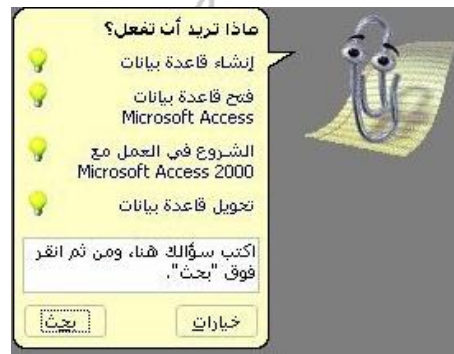 ماذا تريد أن تفعل؟
إنشاء قاعدة بيانات
فتح قاعدة بيانات
Microsoft Access
الشروع في العمل مع
Microsoft Access 2000
تحويل قاعدة بيانات
اكتب سؤالك هنا، ومن ثم انقر
فوق "بحث".
خيارات
بحث